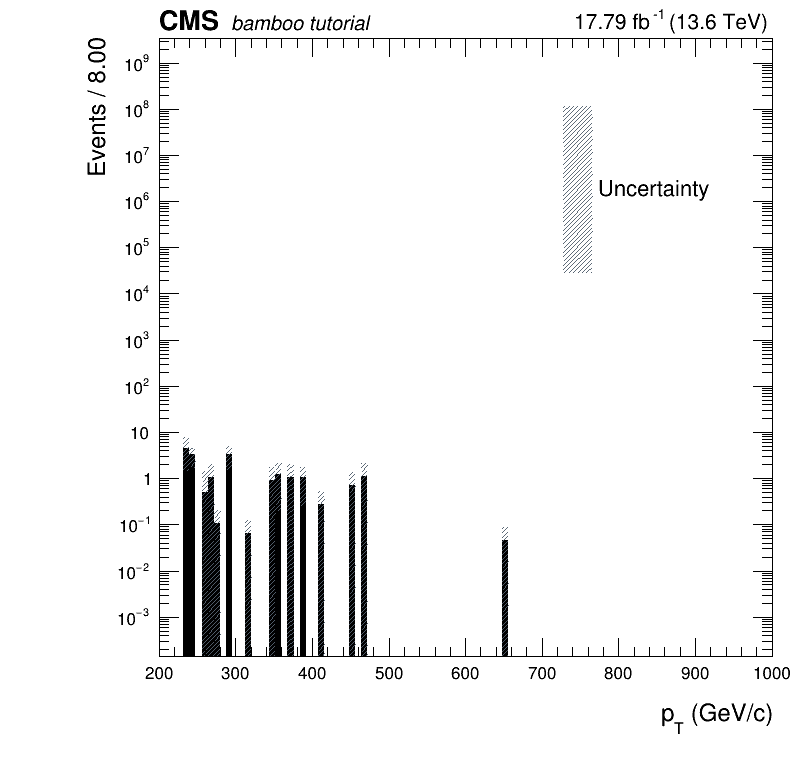 CMS bamboo tutorial 17.79 fb⁻¹ (13.6 TeV)
Events / 8.00
10⁹
10⁸
10⁷
10⁶
10⁵
10⁴
10³
10²
10
1
10⁻¹
10⁻²
10⁻³
Uncertainty
200 300 400 500 600 700 800 900 1000
p_T (GeV/c)